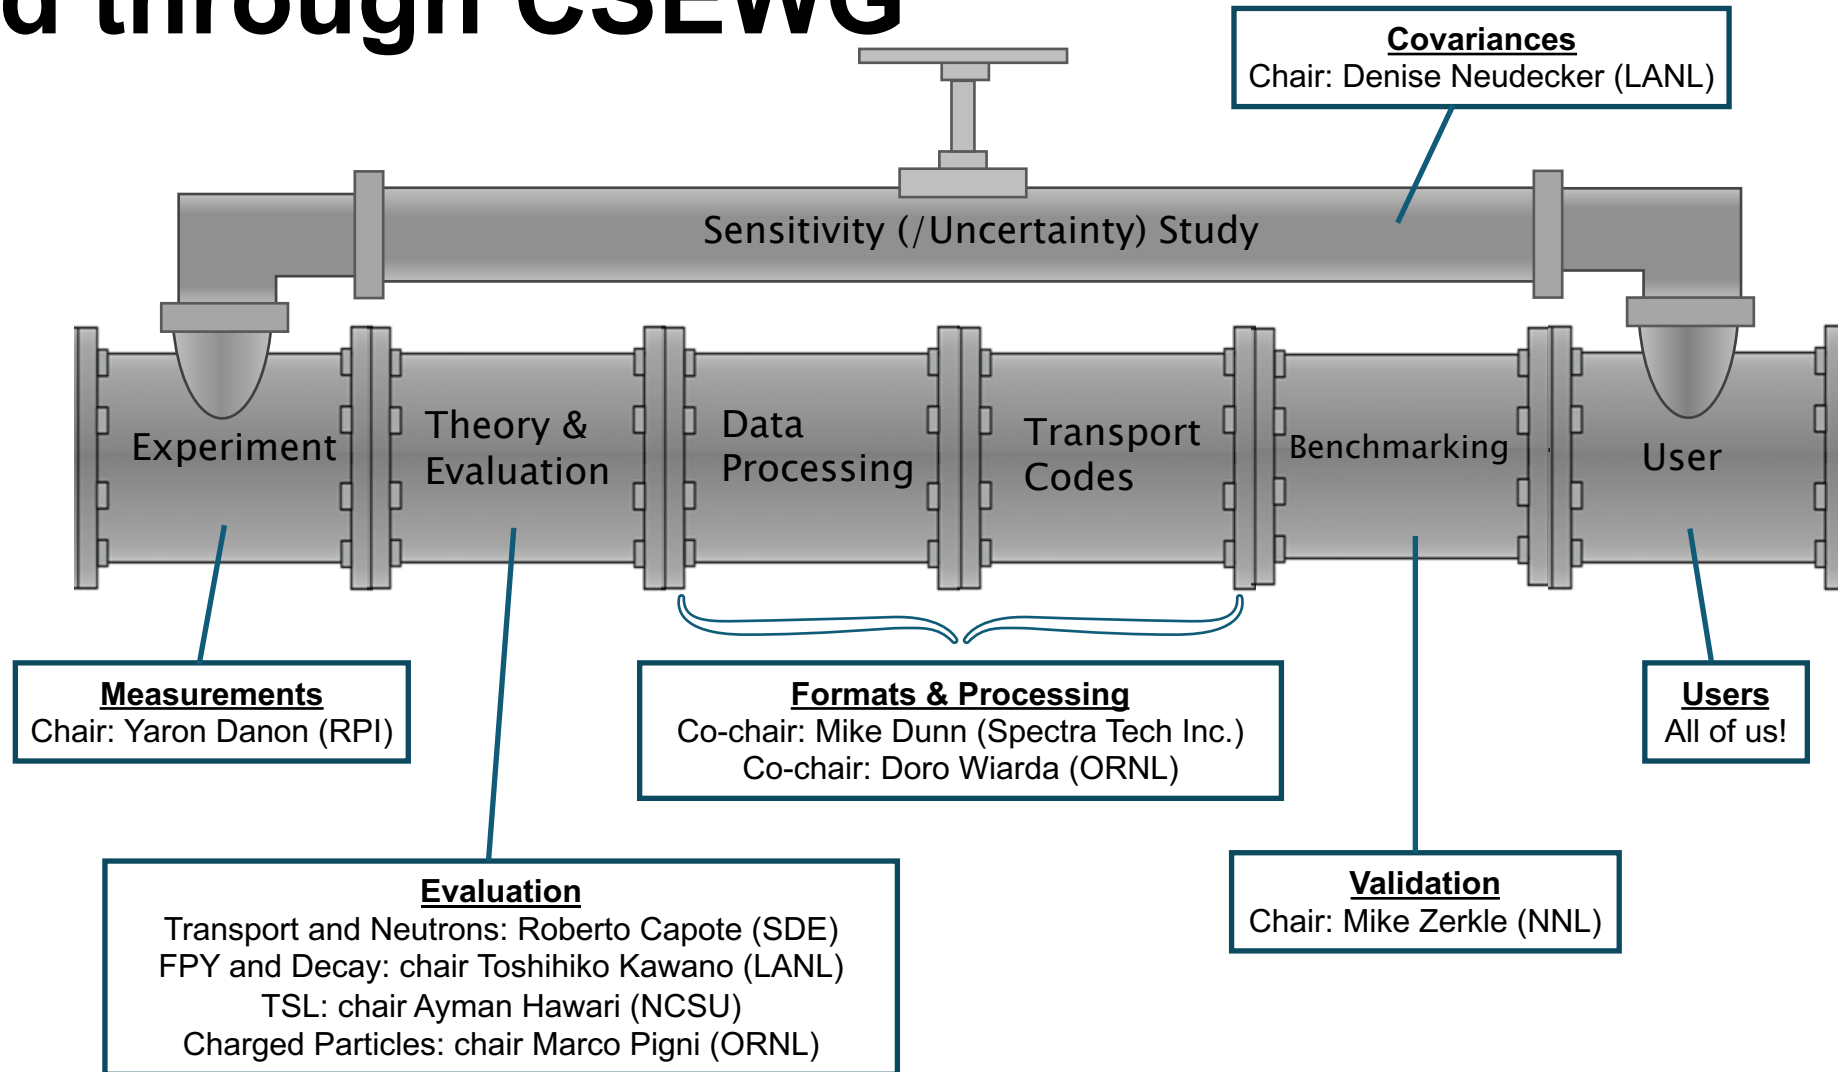 d through CSEWG
Covariances
Chair: Denise Neudecker (LANL)
Sensitivity (/Uncertainty) Study
Experiment
Theory &
Evaluation
Data
Processing
Transport
Codes
Benchmarking
User
Measurements
Chair: Yaron Danon (RPI)
Formats & Processing
Co-chair: Mike Dunn (Spectra Tech Inc.)
Co-chair: Doro Wiarda (ORNL)
Users
All of us!
Evaluation
Transport and Neutrons: Roberto Capote (SDE)
FPY and Decay: chair Toshihiko Kawano (LANL)
TSL: chair Ayman Hawari (NCSU)
Charged Particles: chair Marco Pigni (ORNL)
Validation
Chair: Mike Zerkle (NNL)